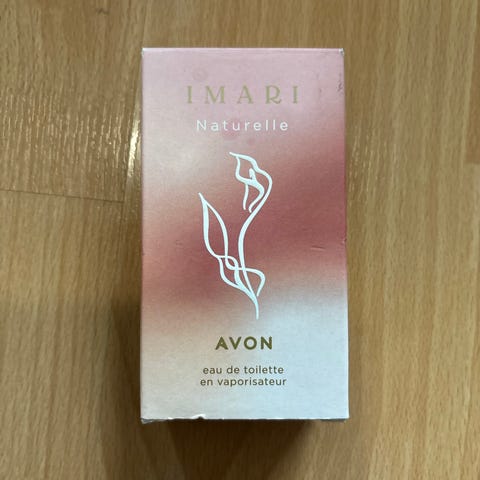 IMARI
Naturelle
AVON
eau de toilette
en vaporisateur